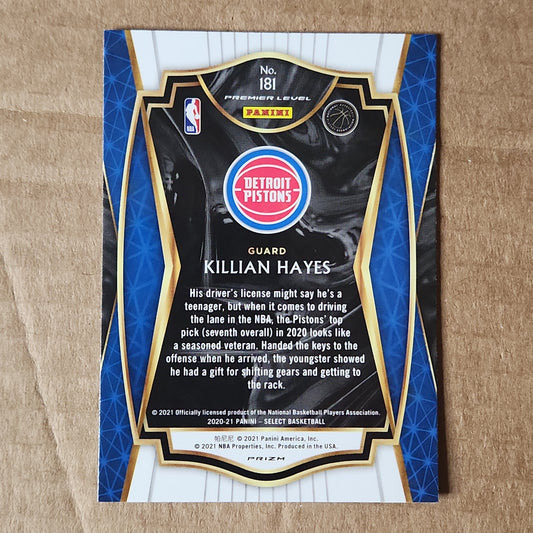 No.
181
PREMIER LEVEL
PANINI
NBA
DETROIT
PISTONS
GUARD
KILLIAN HAYES
His driver's license might say he's a
teenager, but when it comes to driving
the lane in the NBA, the Pistons' top
pick (seventh overall) in 2020 looks like
a seasoned veteran. Handed the keys to the
offense when he arrived, the youngster showed
he had a gift for shifting gears and getting to
the rack.
© 2021 Officially licensed product of the National Basketball Players Association.
2020-21 PANINI – SELECT BASKETBALL
帕尼尼 © 2021 Panini America, Inc.
© 2021 NBA Properties, Inc. Produced in the USA.
PRIZM